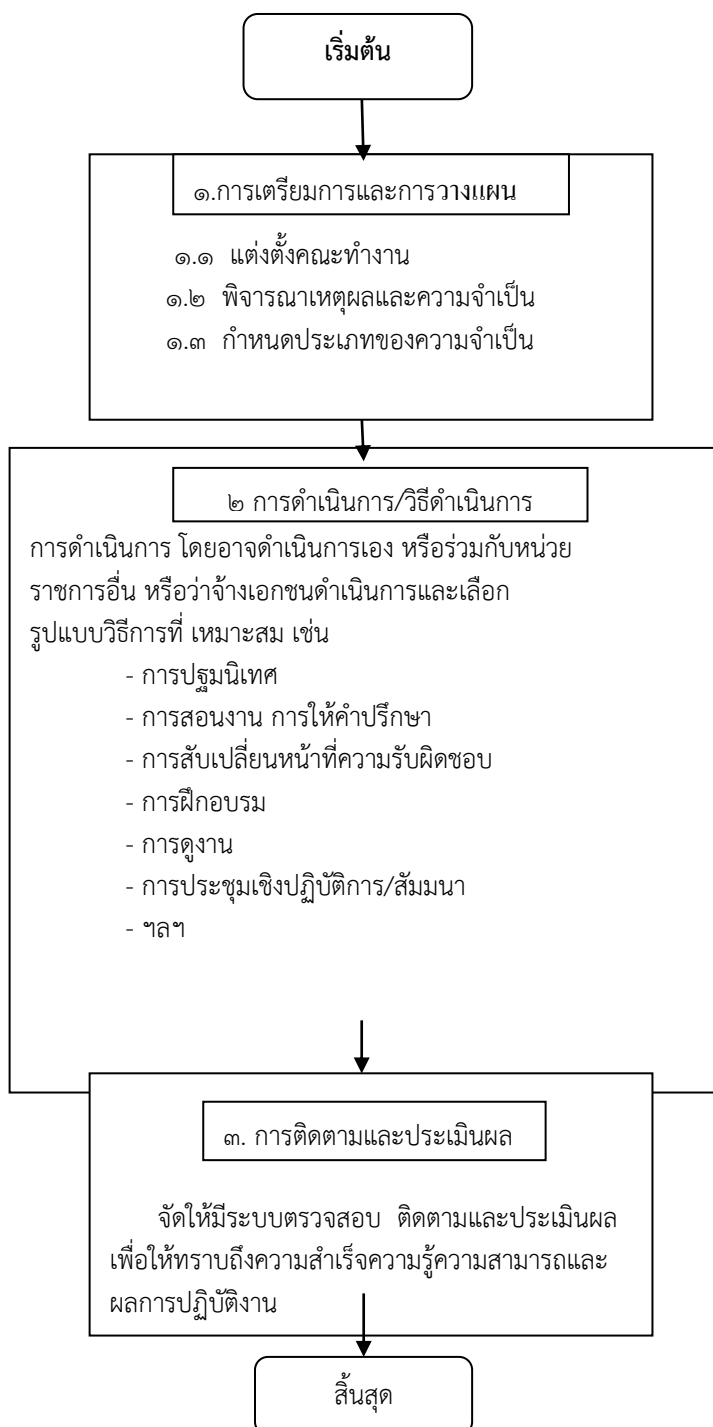 เริ่มต้น
๑.การเตรียมการและการวางแผน
๑.๑ แต่งตั้งคณะทำงาน
๑.๒ พิจารณาเหตุผลและความจำเป็น
๑.๓ กำหนดประเภทของความจำเป็น
๒ การดำเนินการ/วิธีดำเนินการ
การดำเนินการ โดยอาจดำเนินการเอง หรือร่วมกับหน่วย
ราชการอื่น หรือว่าจ้างเอกชนดำเนินการและเลือก
รูปแบบวิธีการที่ เหมาะสม เช่น
- การปฐมนิเทศ
- การสอนงาน การให้คำปรึกษา
- การสับเปลี่ยนหน้าที่ความรับผิดชอบ
- การฝึกอบรม
- การดูงาน
- การประชุมเชิงปฏิบัติการ/สัมมนา
- ฯลฯ
๓. การติดตามและประเมินผล
จัดให้มีระบบตรวจสอบ ติดตามและประเมินผล
เพื่อให้ทราบถึงความสำเร็จความรู้ความสามารถและ
ผลการปฏิบัติงาน
สิ้นสุด